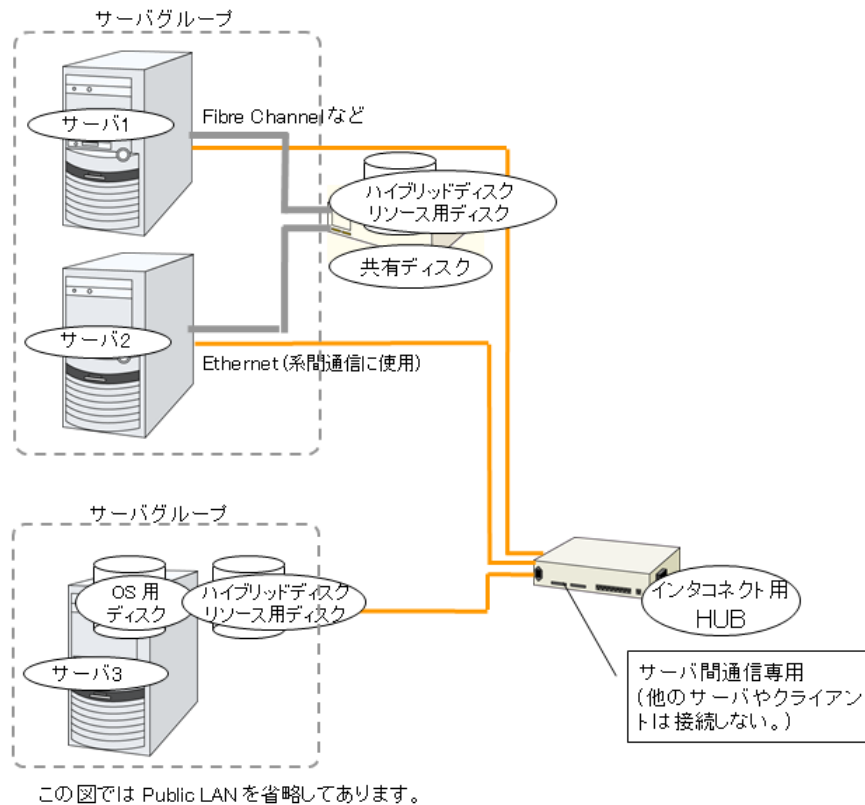 サーバグループ
Fibre Channelなど
サーバ1
ハイブリッドディスク
リソース用ディスク
共有ディスク
サーバ2
Ethernet(系間通信に使用)
サーバグループ
OS 用
ディスク
ハイブリッドディスク
リソース用ディスク
インタコネクト用
HUB
サーバ3
サーバ間通信専用
(他のサーバやクライアン
トは接続しない。)
この図では Public LAN を省略してあります。